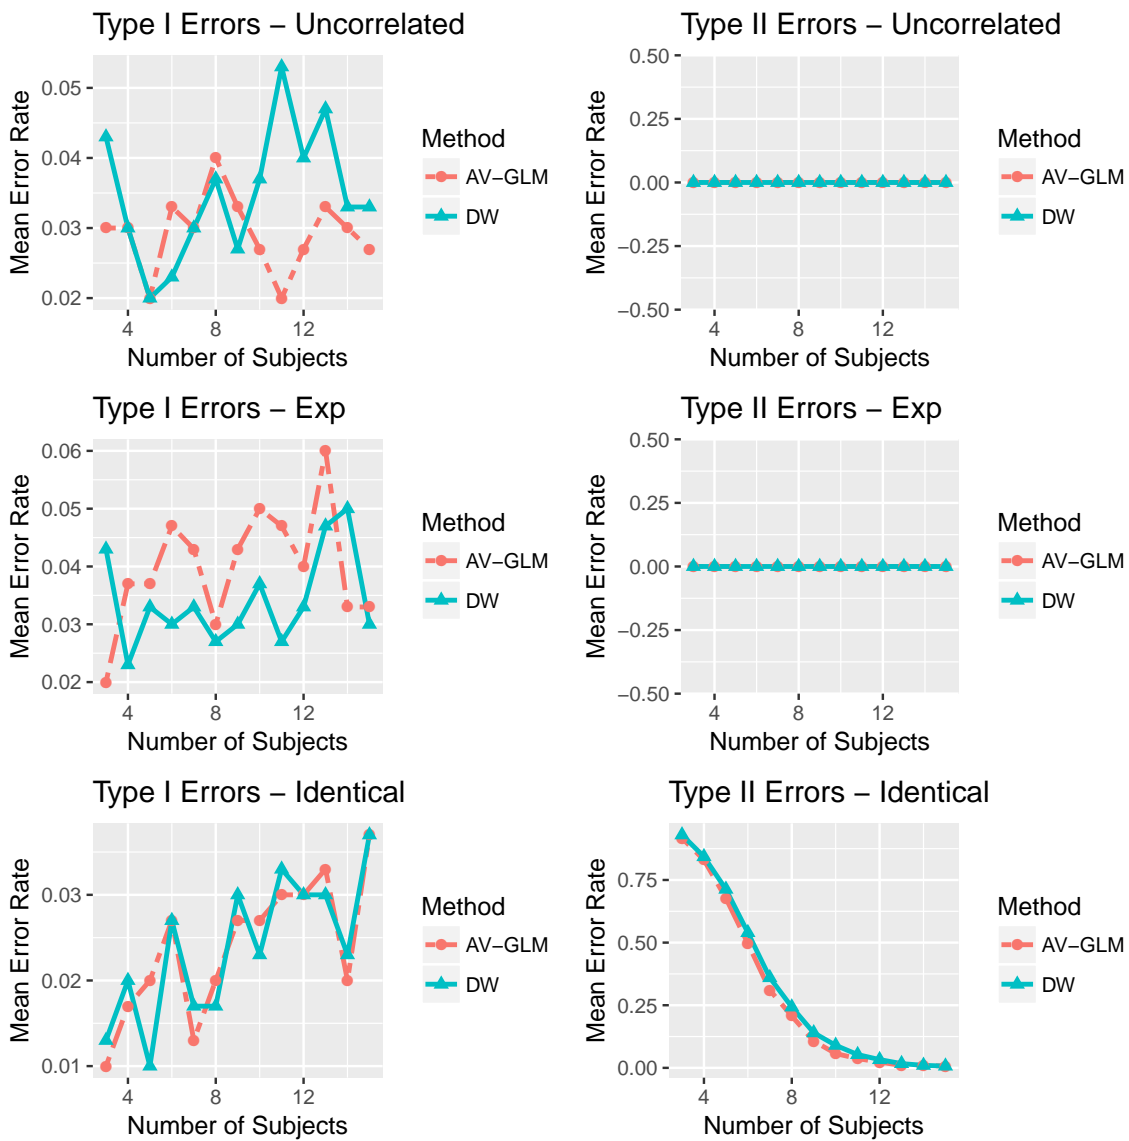 Type I Errors − Uncorrelated
Mean Error Rate
0.05
0.04
0.03
0.02
4 8 12
Number of Subjects
Method
AV−GLM
DW
Type II Errors − Uncorrelated
Mean Error Rate
0.50
0.25
0.00
−0.25
−0.50
4 8 12
Number of Subjects
Method
AV−GLM
DW
Type I Errors − Exp
Mean Error Rate
0.06
0.05
0.04
0.03
0.02
4 8 12
Number of Subjects
Method
AV−GLM
DW
Type II Errors − Exp
Mean Error Rate
0.50
0.25
0.00
−0.25
−0.50
4 8 12
Number of Subjects
Method
AV−GLM
DW
Type I Errors − Identical
Mean Error Rate
0.03
0.02
0.01
4 8 12
Number of Subjects
Method
AV−GLM
DW
Type II Errors − Identical
Mean Error Rate
0.75
0.50
0.25
0.00
4 8 12
Number of Subjects
Method
AV−GLM
DW